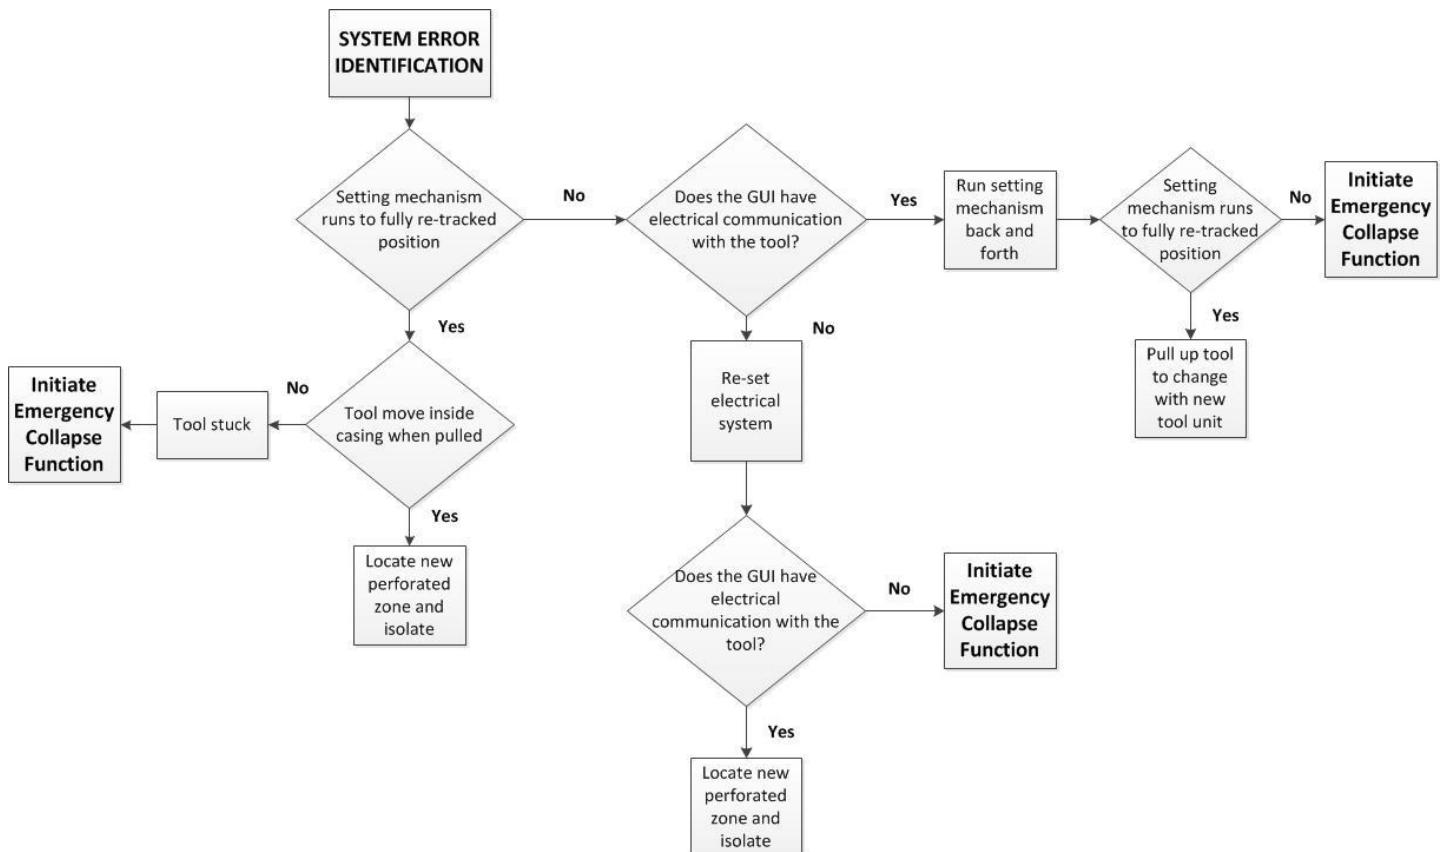 SYSTEM ERROR
IDENTIFICATION
Setting mechanism
runs to fully re-tracked
position
No
Does the GUI have
electrical communication
with the tool?
Yes
Run setting
mechanism
back and
forth
Setting
mechanism runs
to fully re-tracked
position
No
Initiate
Emergency
Collapse
Function
Yes
No
Yes
Initiate
Emergency
Collapse
Function
Tool stuck
No
Tool move inside
casing when pulled
Re-set
electrical
system
Pull up tool
to change
with new
tool unit
Yes
Locate new
perforated
zone and
isolate
Does the GUI have
electrical
communication with the
tool?
No
Initiate
Emergency
Collapse
Function
Yes
Locate new
perforated
zone and
isolate